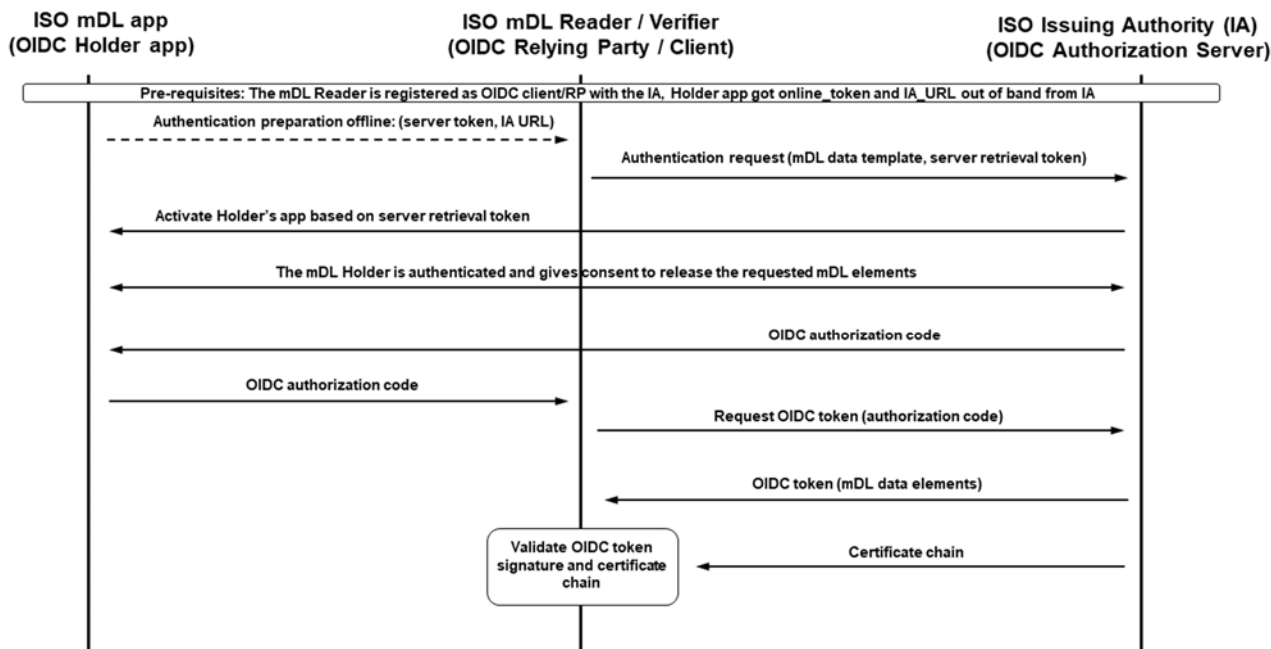 ISO mDL app
(OIDC Holder app)
ISO mDL Reader / Verifier
(OIDC Relying Party / Client)
ISO Issuing Authority (IA)
(OIDC Authorization Server)
Pre-requisites: The mDL Reader is registered as OIDC client/RP with the IA, Holder app got online_token and IA_URL out of band from IA
Authentication preparation offline: (server token, IA URL)
Authentication request (mDL data template, server retrieval token)
Activate Holder's app based on server retrieval token
The mDL Holder is authenticated and gives consent to release the requested mDL elements
OIDC authorization code
OIDC authorization code
Request OIDC token (authorization code)
OIDC token (mDL data elements)
Validate OIDC token
signature and certificate
chain
Certificate chain